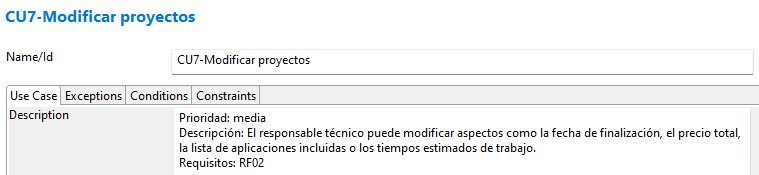 CU7-Modificar proyectos
Name/Id
CU7-Modificar proyectos
Use Case
Exceptions
Conditions
Constraints
Description
Prioridad: media
Descripción: El responsable técnico puede modificar aspectos como la fecha de finalización, el precio total,
la lista de aplicaciones incluidas o los tiempos estimados de trabajo.
Requisitos: RF02